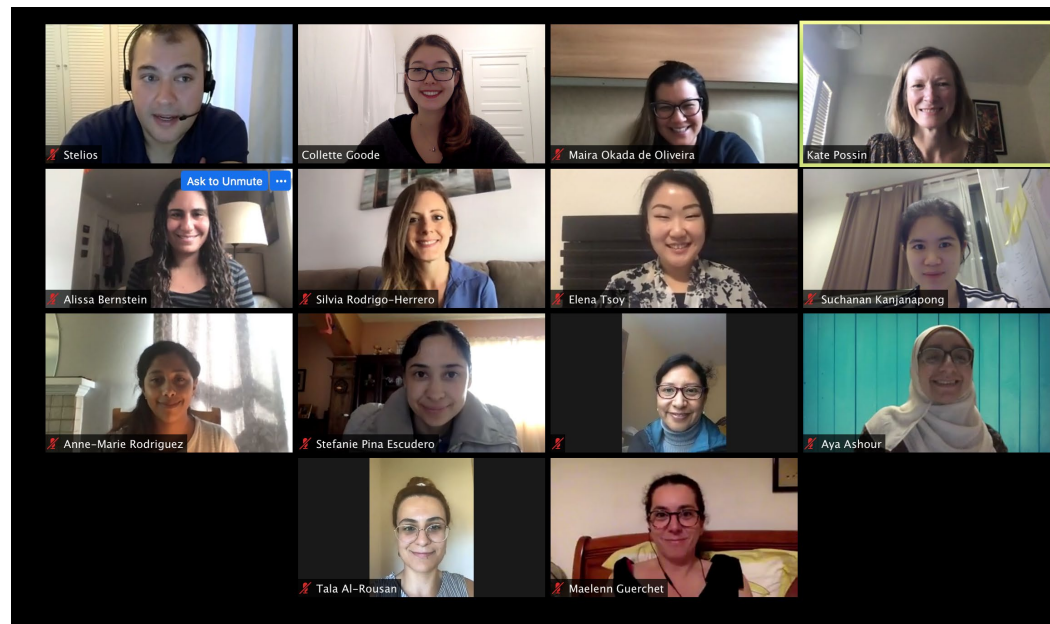 Stelios
Collette Goode
Maira Okada de Oliveira
Kate Possin
Ask to Unmute
Alissa Bernstein
Silvia Rodrigo-Herrero
Elena Tsoy
Suchanan Kanjanapong
Anne-Marie Rodriguez
Stefanie Pina Escudero
Aya Ashour
Tala Al-Rousan
Maelenn Guerchet